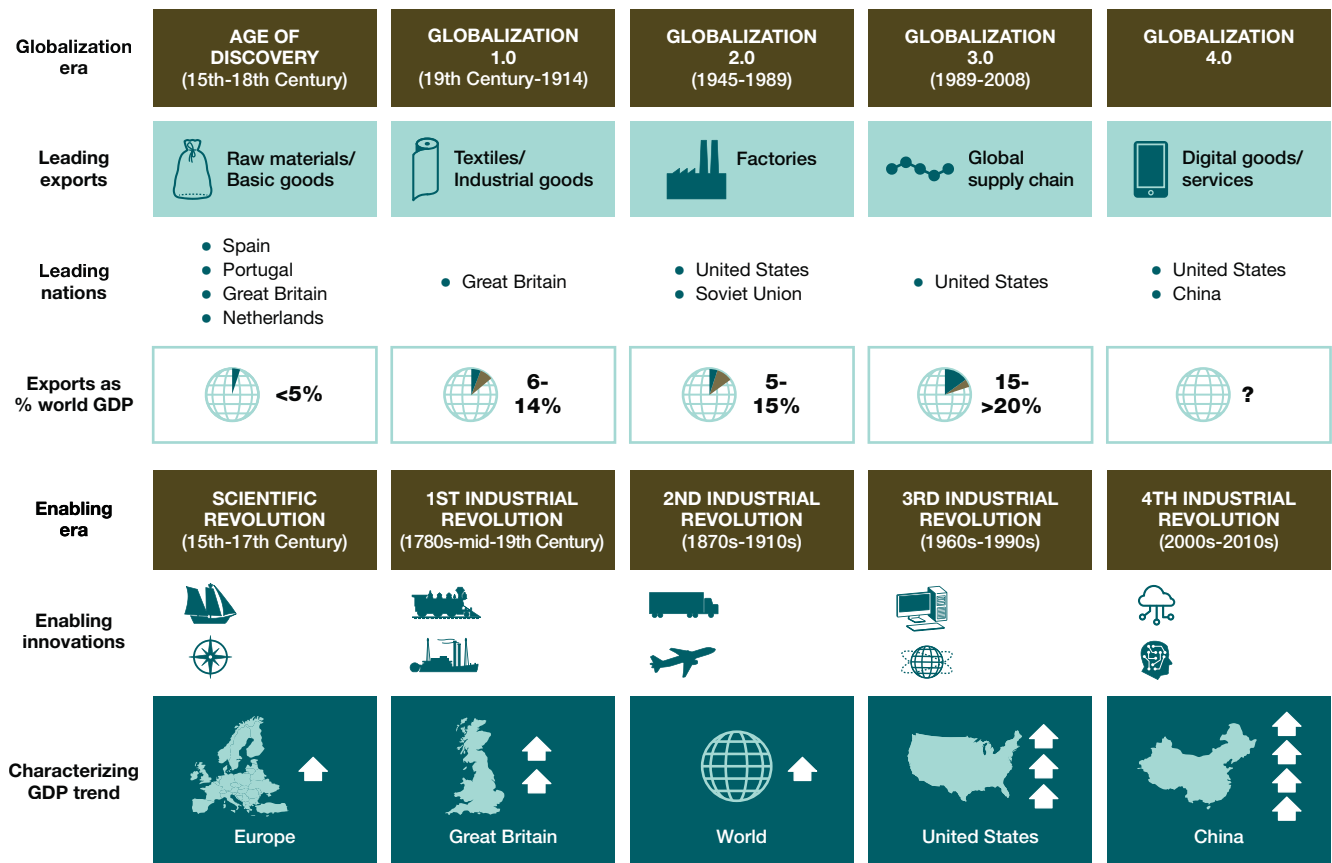 Globalization
era
AGE OF
DISCOVERY
(15th-18th Century)
GLOBALIZATION
1.0
(19th Century-1914)
GLOBALIZATION
2.0
(1945-1989)
GLOBALIZATION
3.0
(1989-2008)
GLOBALIZATION
4.0
Leading
exports
Raw materials/
Basic goods
Textiles/
Industrial goods
Factories
Global
supply chain
Digital goods/
services
Leading
nations
• Spain
• Portugal
• Great Britain
• Netherlands
• Great Britain
• United States
• Soviet Union
• United States
• United States
• China
Exports as
% world GDP
<5%
6-
14%
5-
15%
15-
>20%
?
Enabling
era
SCIENTIFIC
REVOLUTION
(15th-17th Century)
1ST INDUSTRIAL
REVOLUTION
(1780s-mid-19th Century)
2ND INDUSTRIAL
REVOLUTION
(1870s-1910s)
3RD INDUSTRIAL
REVOLUTION
(1960s-1990s)
4TH INDUSTRIAL
REVOLUTION
(2000s-2010s)
Enabling
innovations
Characterizing
GDP trend
Europe
Great Britain
World
United States
China